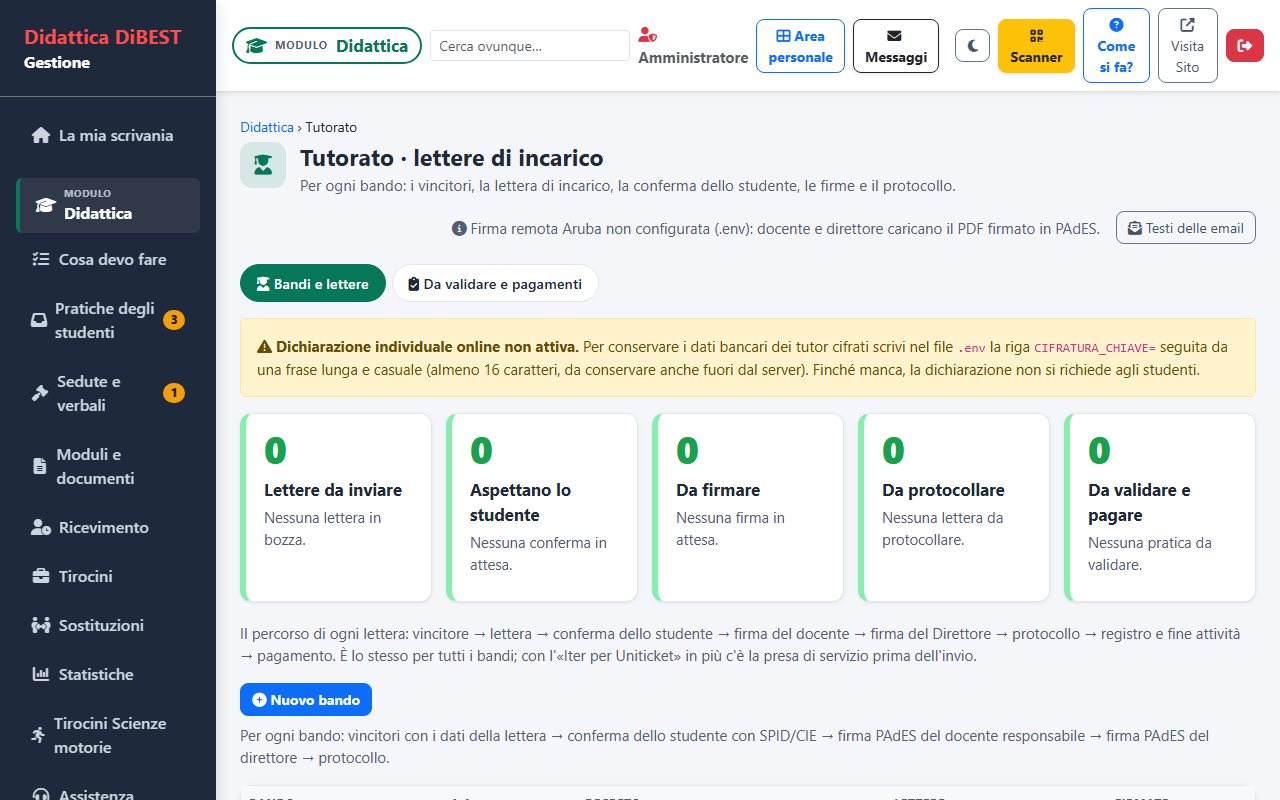 Didattica DiBEST
Gestione
La mia scrivania
MODULO
Didattica
Cosa devo fare
Pratiche degli
studenti
3
Sedute e
verbali
1
Moduli e
documenti
Ricevimento
Tirocini
Sostituzioni
Statistiche
Tirocini Scienze
motorie
Assistenza
MODULO Didattica
Cerca ovunque...
Amministratore
Area
personale
Messaggi
Scanner
Come
si fa?
Visita
Sito
Didattica › Tutorato
Tutorato · lettere di incarico
Per ogni bando: i vincitori, la lettera di incarico, la conferma dello studente, le firme e il protocollo.
Firma remota Aruba non configurata (.env): docente e direttore caricano il PDF firmato in PAdES.
Testi delle email
Bandi e lettere
Da validare e pagamenti
Dichiarazione individuale online non attiva. Per conservare i dati bancari dei tutor cifrati scrivi nel file .env la riga CIFRATURA_CHIAVE= seguita da
una frase lunga e casuale (almeno 16 caratteri, da conservare anche fuori dal server). Finché manca, la dichiarazione non si richiede agli studenti.
0
Lettere da inviare
Nessuna lettera in
bozza.
0
Aspettano lo
studente
Nessuna conferma in
attesa.
0
Da firmare
Nessuna firma in
attesa.
0
Da protocollare
Nessuna lettera da
protocollare.
0
Da validare e
pagare
Nessuna pratica da
validare.
Il percorso di ogni lettera: vincitore → lettera → conferma dello studente → firma del docente → firma del Direttore → protocollo → registro e fine attività
→ pagamento. È lo stesso per tutti i bandi; con l'«Iter per Uniticket» in più c'è la presa di servizio prima dell'invio.
Nuovo bando
Per ogni bando: vincitori con i dati della lettera → conferma dello studente con SPID/CIE → firma PAdES del docente responsabile → firma PAdES del
direttore → protocollo.